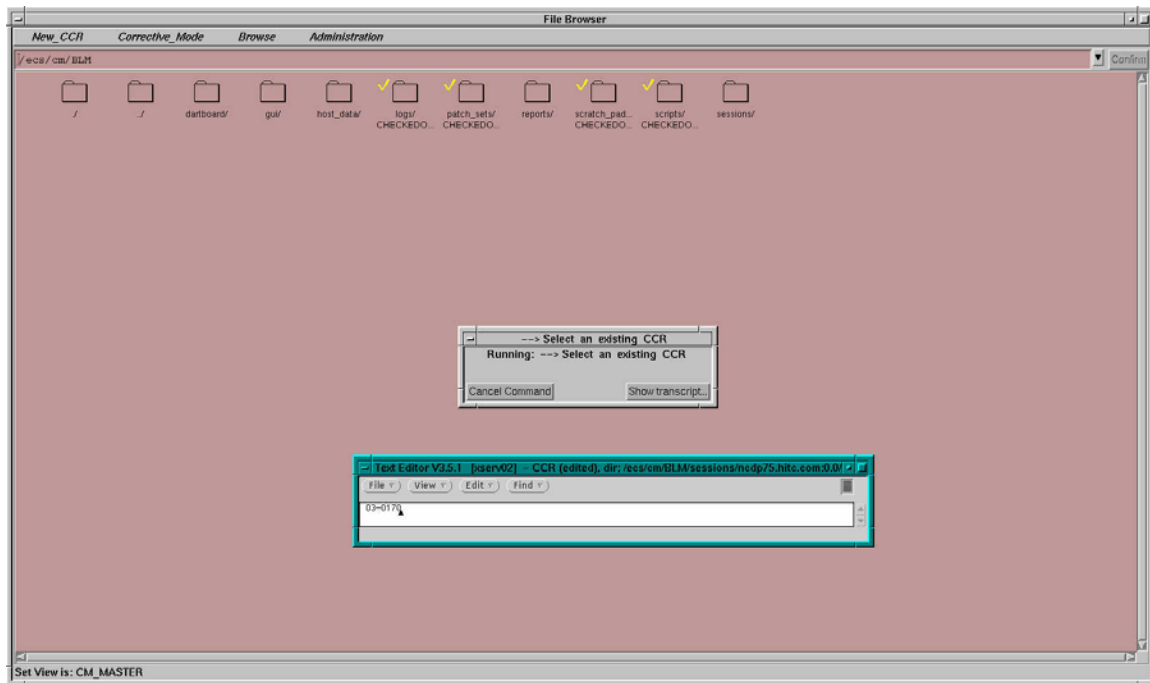 File Browser
New_CCR Corrective_Mode Browse Administration
/ecs/cm/BLM Confirm
./ ../ dartboard/ gui/ host_data/ logs/ patch_sets/ reports/ scratch_pad... scripts/ sessions/
CHECKEDO... CHECKEDO... CHECKEDO... CHECKEDO...
--> Select an existing CCR
Running: --> Select an existing CCR
Cancel Command Show transcript...
Text Editor V3.5.1 [xserv02] - CCR (edited), dir; /ecs/cm/BLM/sessions/ncdp75.hitc.com:0.0/
File View Edit Find
03-0170
Set View is: CM_MASTER